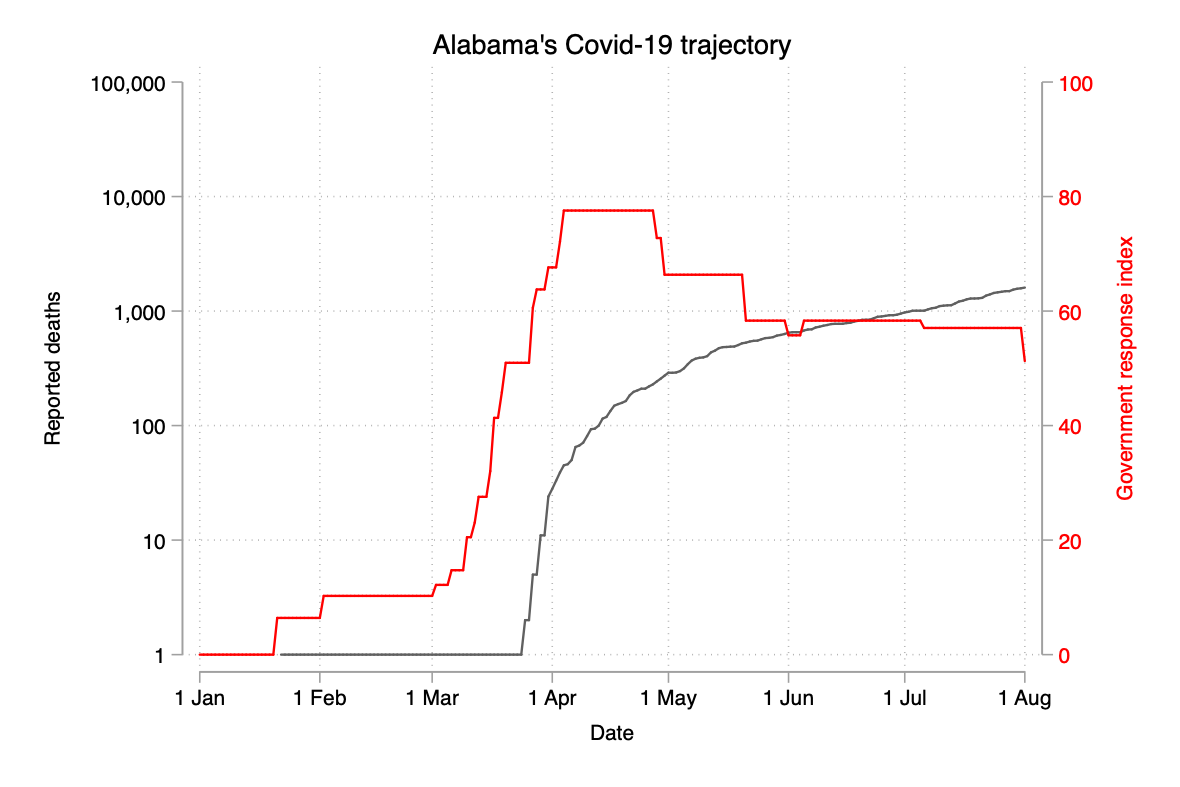 Alabama's Covid-19 trajectory
100,000
10,000
1,000
100
10
1
Reported deaths
100
80
60
40
20
0
Government response index
1 Jan
1 Feb
1 Mar
1 Apr
1 May
1 Jun
1 Jul
1 Aug
Date